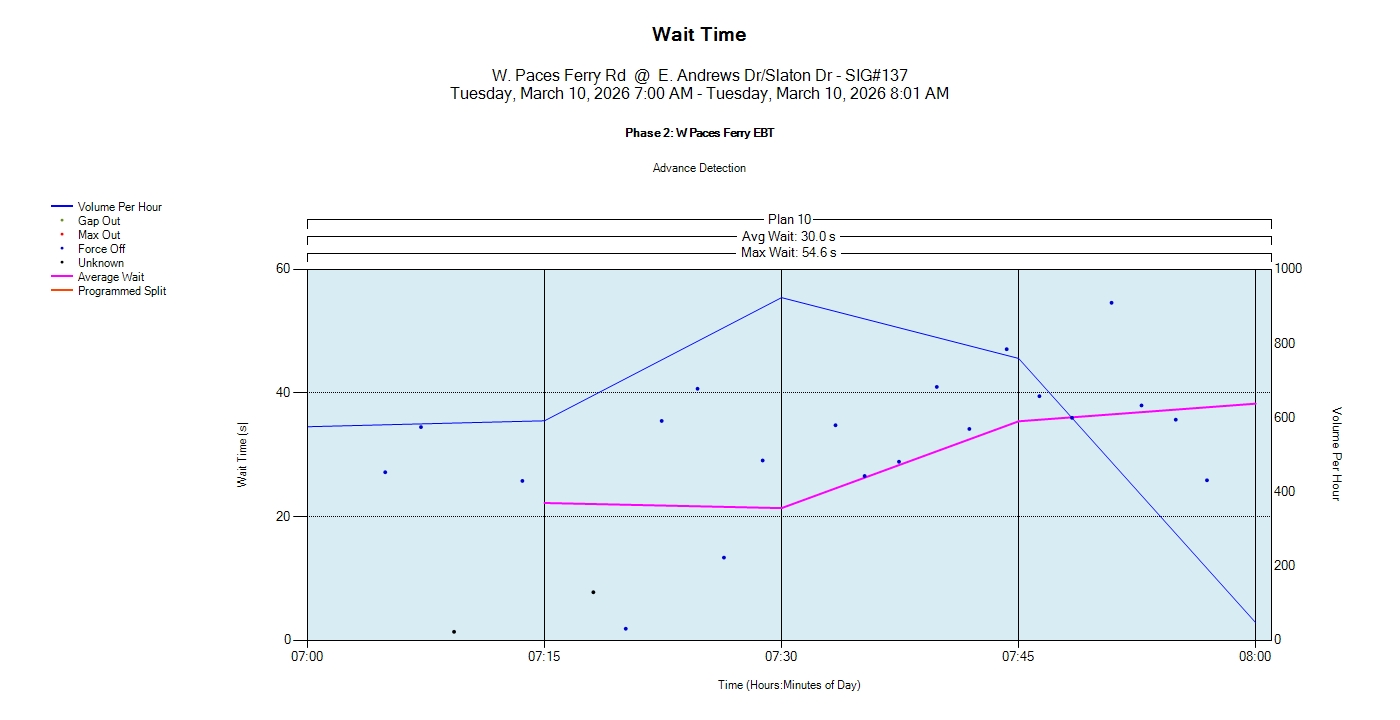 Wait Time
W. Paces Ferry Rd @ E. Andrews Dr/Slaton Dr - SIG#137
Tuesday, March 10, 2026 7:00 AM - Tuesday, March 10, 2026 8:01 AM
Phase 2: W Paces Ferry EBT
Advance Detection
Volume Per Hour
Gap Out
Max Out
Force Off
Unknown
Average Wait
Programmed Split
Plan 10
Avg Wait: 30.0 s
Max Wait: 54.6 s
60
40
20
0
Wait Time [s]
1000
800
600
400
200
0
Volume Per Hour
07:00
07:15
07:30
07:45
08:00
Time (Hours:Minutes of Day)